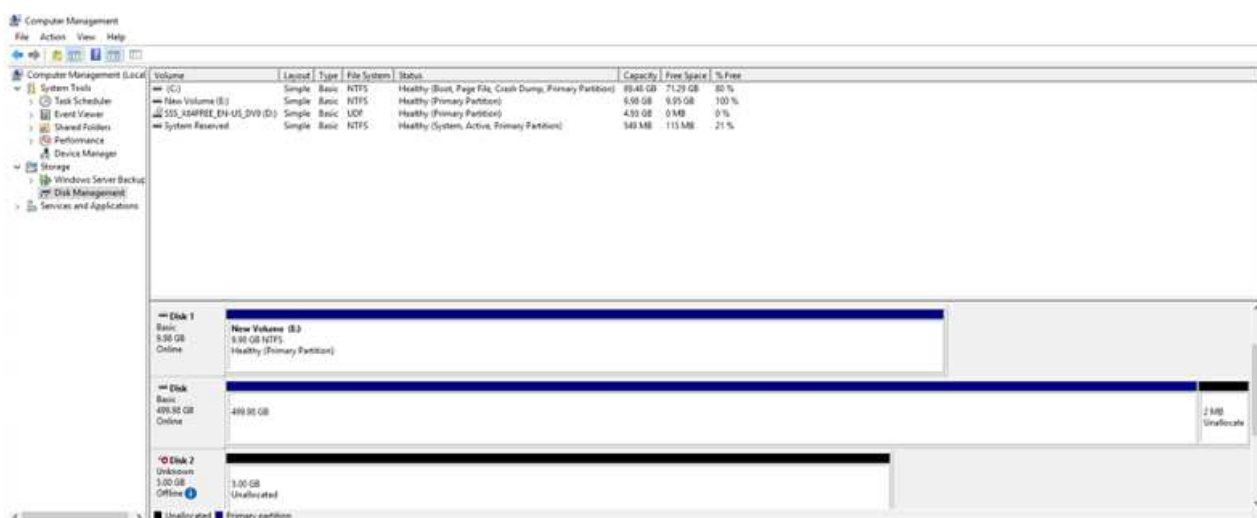 Computer Management
File Action View Help
Computer Management (Local
System Tools
Task Scheduler
Event Viewer
Shared Folders
Performance
Device Manager
Storage
Windows Server Backup
Disk Management
Services and Applications
Volume Layout Type File System Status Capacity Free Space % Free
(C:) Simple Basic NTFS Healthy (Boot, Page File, Crash Dump, Primary Partition) 89.46 GB 71.29 GB 80 %
New Volume (E:) Simple Basic NTFS Healthy (Primary Partition) 9.98 GB 9.95 GB 100 %
SSS_X64FREE_EN-US_DV9 (D:) Simple Basic UDF Healthy (Primary Partition) 4.93 GB 0 MB 0 %
System Reserved Simple Basic NTFS Healthy (System, Active, Primary Partition) 549 MB 115 MB 21 %
Disk 1
Basic
9.98 GB
Online
New Volume (E:)
9.98 GB NTFS
Healthy (Primary Partition)
Disk
Basic
499.98 GB
Online
499.98 GB
2 MB
Unallocate
Disk 2
Unknown
5.00 GB
Offline
5.00 GB
Unallocated
Unallocated Primary partition